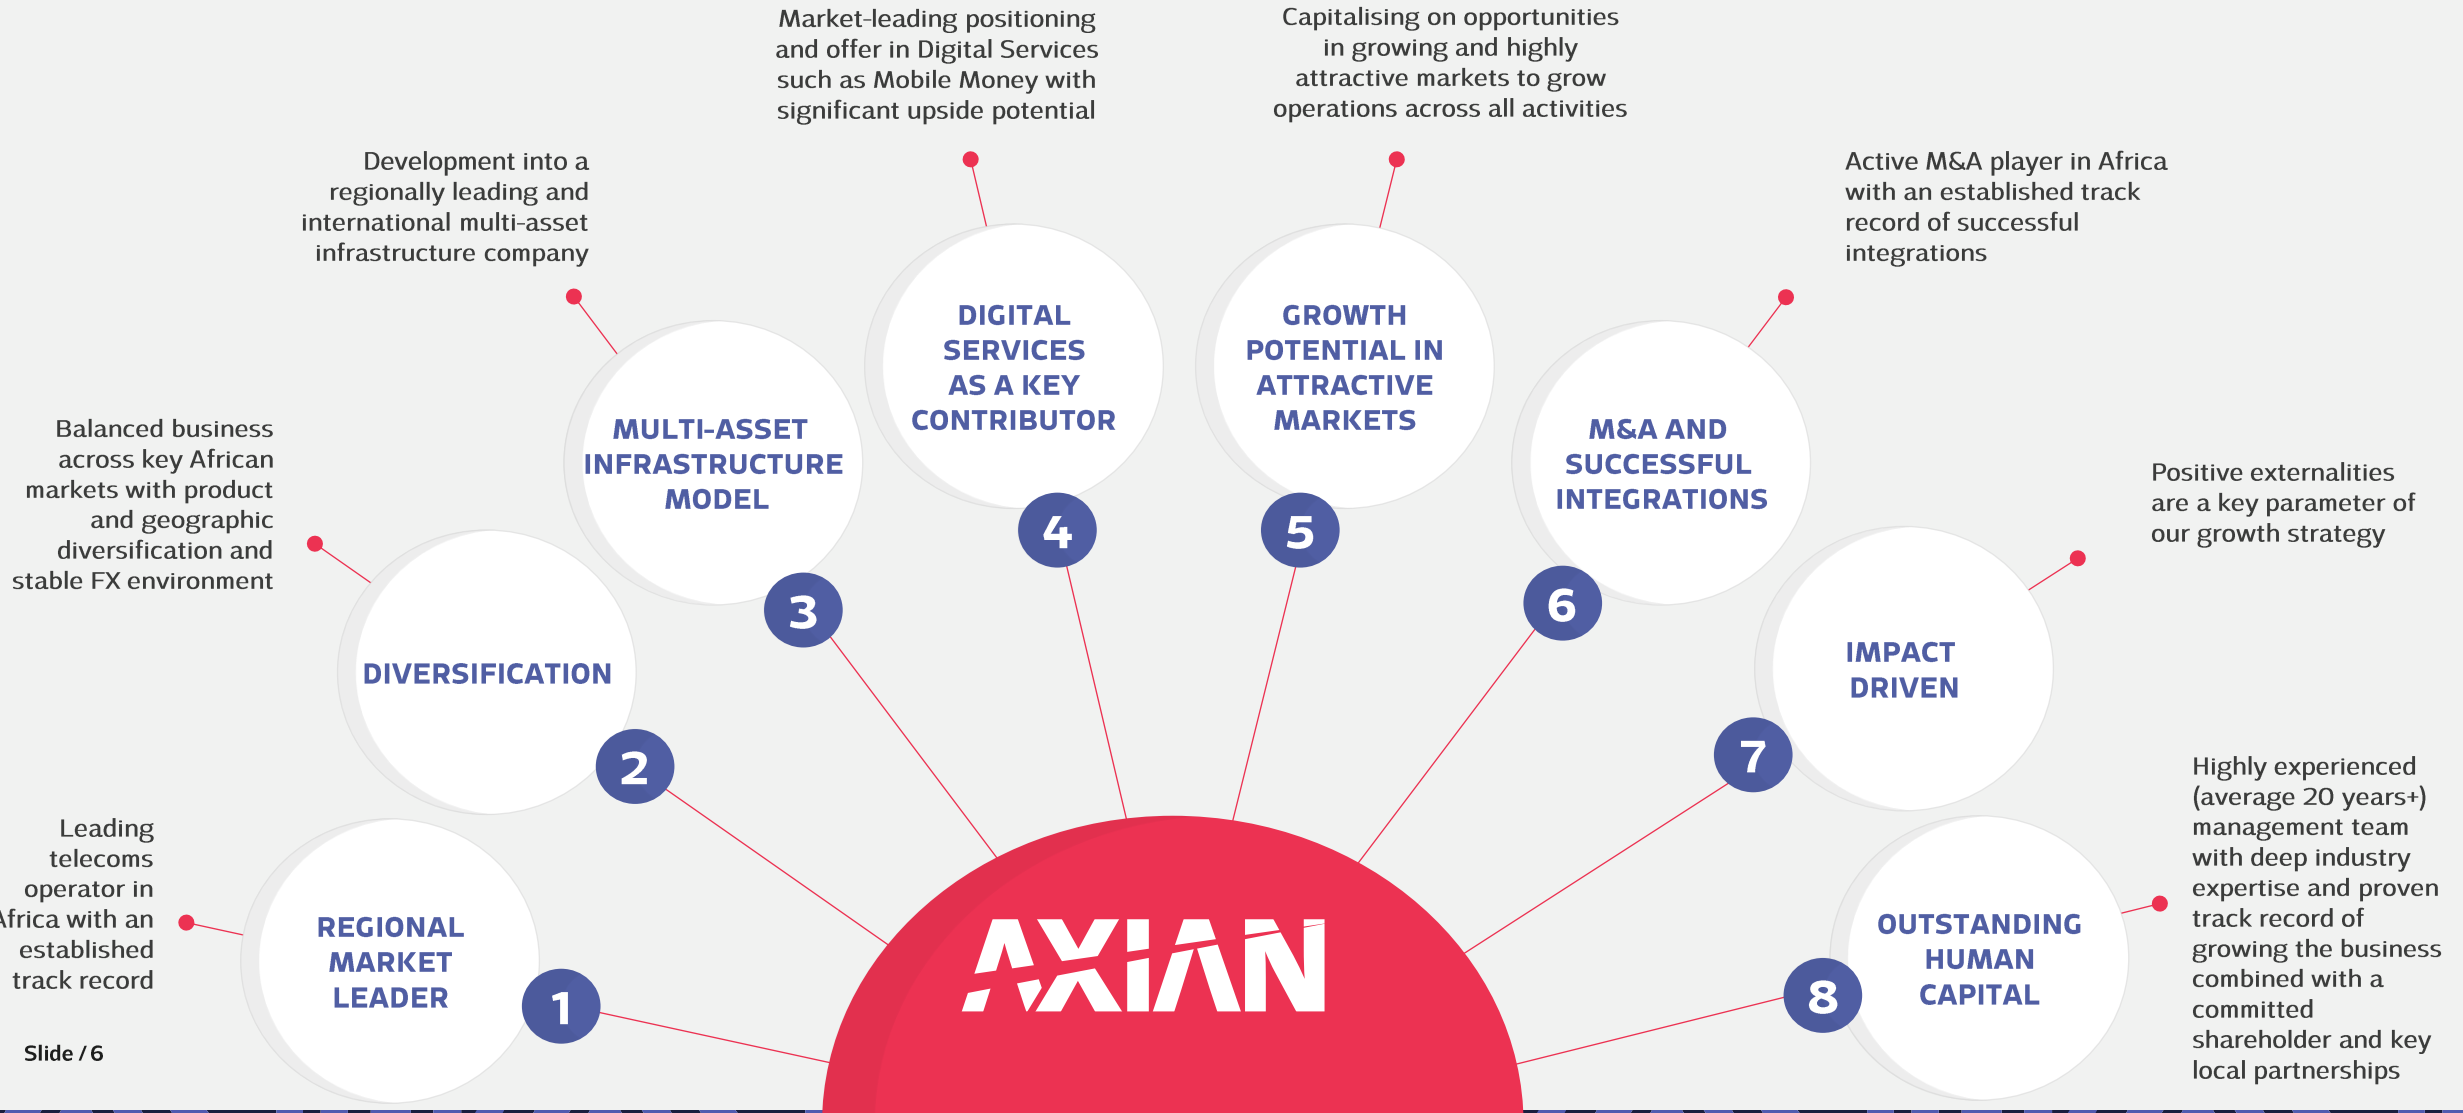 Leading
telecoms
operator in
Africa with an
established
track record
REGIONAL
MARKET
LEADER
1
Balanced business
across key African
markets with product
and geographic
diversification and
stable FX environment
DIVERSIFICATION
2
Development into a
regionally leading and
international multi-asset
infrastructure company
MULTI-ASSET
INFRASTRUCTURE
MODEL
3
Market-leading positioning
and offer in Digital Services
such as Mobile Money with
significant upside potential
DIGITAL
SERVICES
AS A KEY
CONTRIBUTOR
4
Capitalising on opportunities
in growing and highly
attractive markets to grow
operations across all activities
GROWTH
POTENTIAL IN
ATTRACTIVE
MARKETS
5
Active M&A player in Africa
with an established track
record of successful
integrations
M&A AND
SUCCESSFUL
INTEGRATIONS
6
Positive externalities
are a key parameter of
our growth strategy
IMPACT
DRIVEN
7
Highly experienced
(average 20 years+)
management team
with deep industry
expertise and proven
track record of
growing the business
combined with a
committed
shareholder and key
local partnerships
OUTSTANDING
HUMAN
CAPITAL
8
AXIAN
Slide / 6